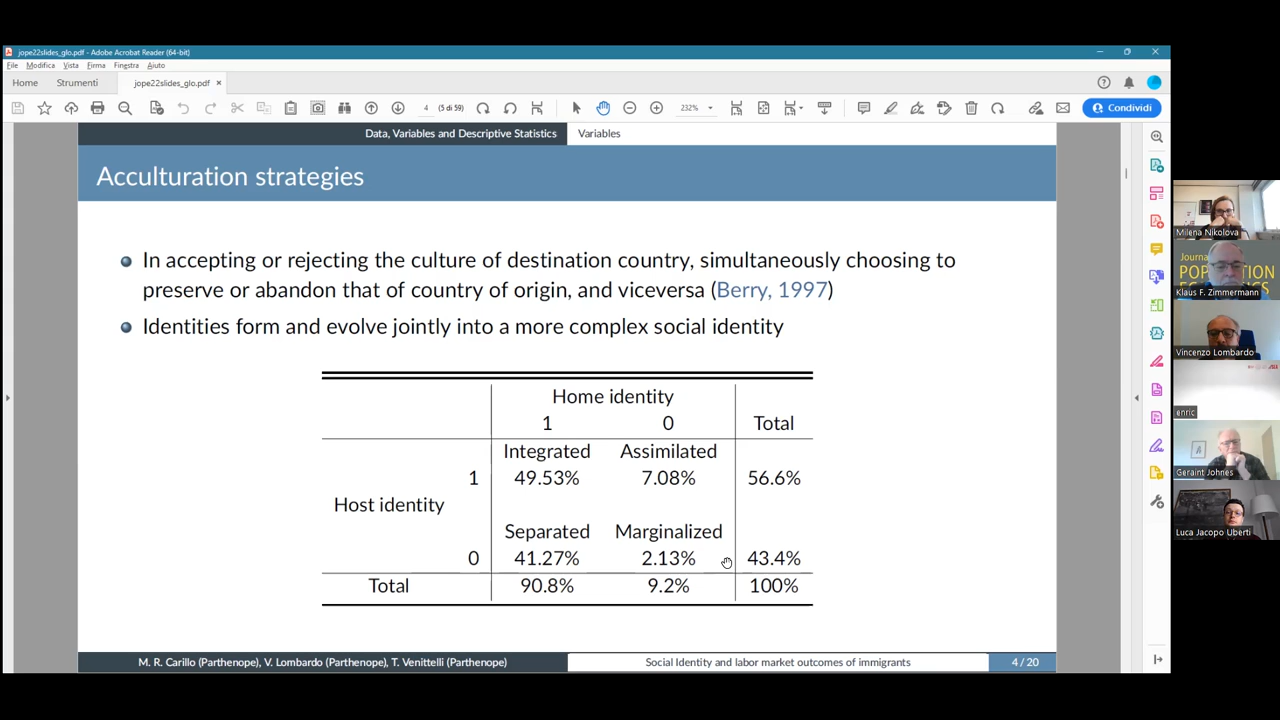 jope22slides_glo.pdf - Adobe Acrobat Reader (64-bit)
File Modifica Vista Firma Finestra Aiuto
Home Strumenti jope22slides_glo.pdf ×
4 (5 di 59) 232% Condividi
Data, Variables and Descriptive Statistics Variables
Acculturation strategies
In accepting or rejecting the culture of destination country, simultaneously choosing to
preserve or abandon that of country of origin, and viceversa (Berry, 1997)
Identities form and evolve jointly into a more complex social identity
Home identity
1 0 Total
Integrated Assimilated
1 49.53% 7.08% 56.6%
Host identity
Separated Marginalized
0 41.27% 2.13% 43.4%
Total 90.8% 9.2% 100%
M. R. Carillo (Parthenope), V. Lombardo (Parthenope), T. Venittelli (Parthenope) Social Identity and labor market outcomes of immigrants 4 / 20
Milena Nikolova
Journal
POP
Klaus F. Zimmermann
Vincenzo Lombardo
enric
Geraint Johnes
Luca Jacopo Uberti